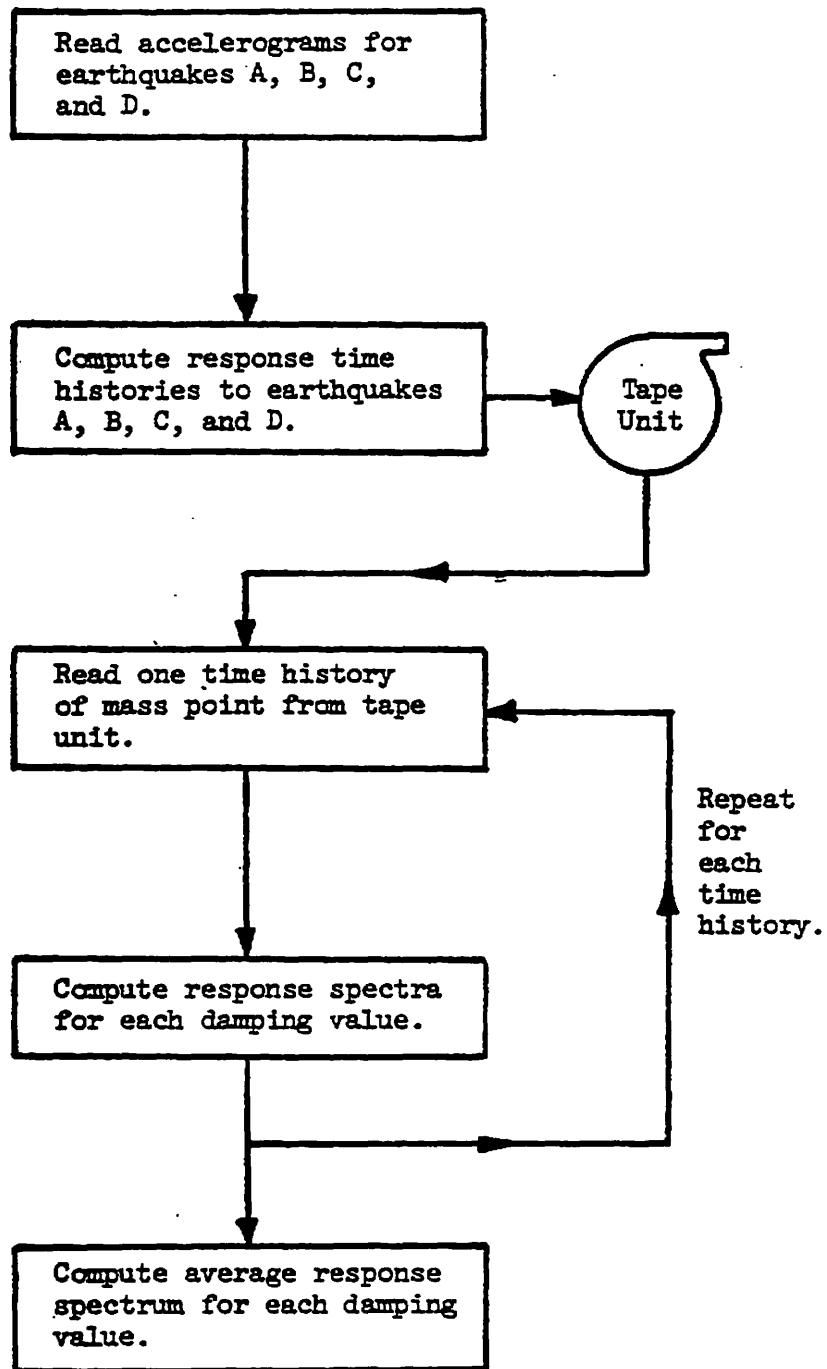 Read accelerograms for
earthquakes A, B, C,
and D.
Compute response time
histories to earthquakes
A, B, C, and D.
Tape
Unit
Read one time history
of mass point from tape
unit.
Repeat
for
each
time
history.
Compute response spectra
for each damping value.
Compute average response
spectrum for each damping
value.